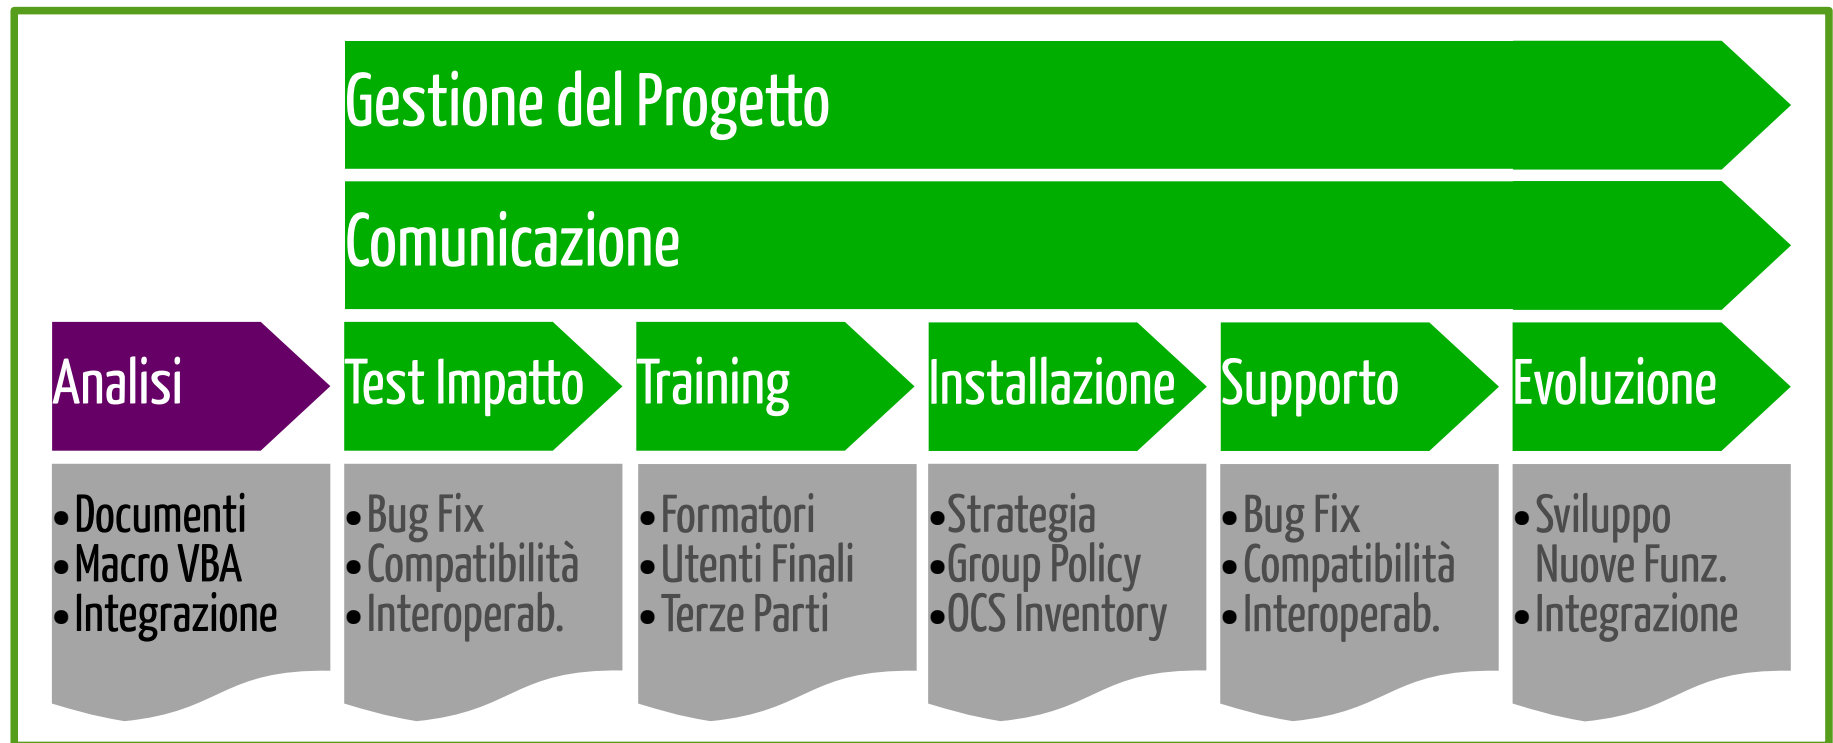 Gestione del Progetto
Comunicazione
Analisi
Test Impatto
Training
Installazione
Supporto
Evoluzione
•Documenti
•Macro VBA
•Integrazione
•Bug Fix
•Compatibilità
•Interoperab.
•Formatori
•Utenti Finali
•Terze Parti
•Strategia
•Group Policy
•OCS Inventory
•Bug Fix
•Compatibilità
•Interoperab.
•Sviluppo
Nuove Funz.
•Integrazione